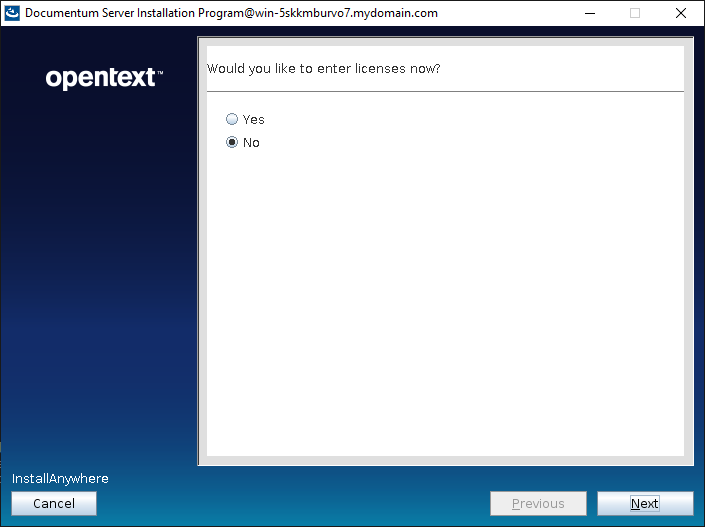 Documentum Server Installation Program@win-5skkmburvo7.mydomain.com
opentext™
Would you like to enter licenses now?
Yes
No
InstallAnywhere
Cancel
Previous
Next